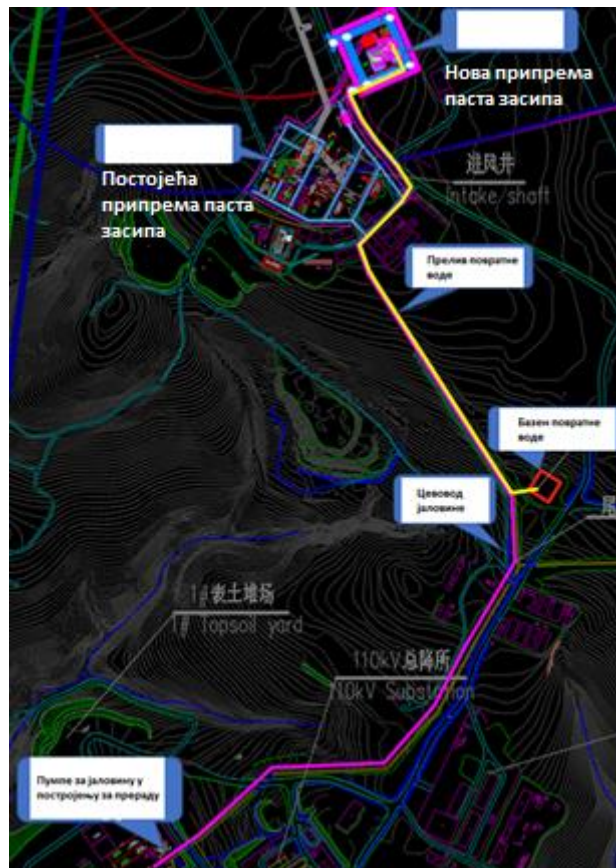 Нова припрема
паста засипа
Постојећа
припрема паста
засипа
进风井
Intake/shaft
Прелив повратне
воде
Базен повратне
воде
Цевовод
јаловине
1#表土堆场
1# Topsoil yard
110kV总降所
110kV Substation
Пумпе за јаловину у
постројењу за прераду